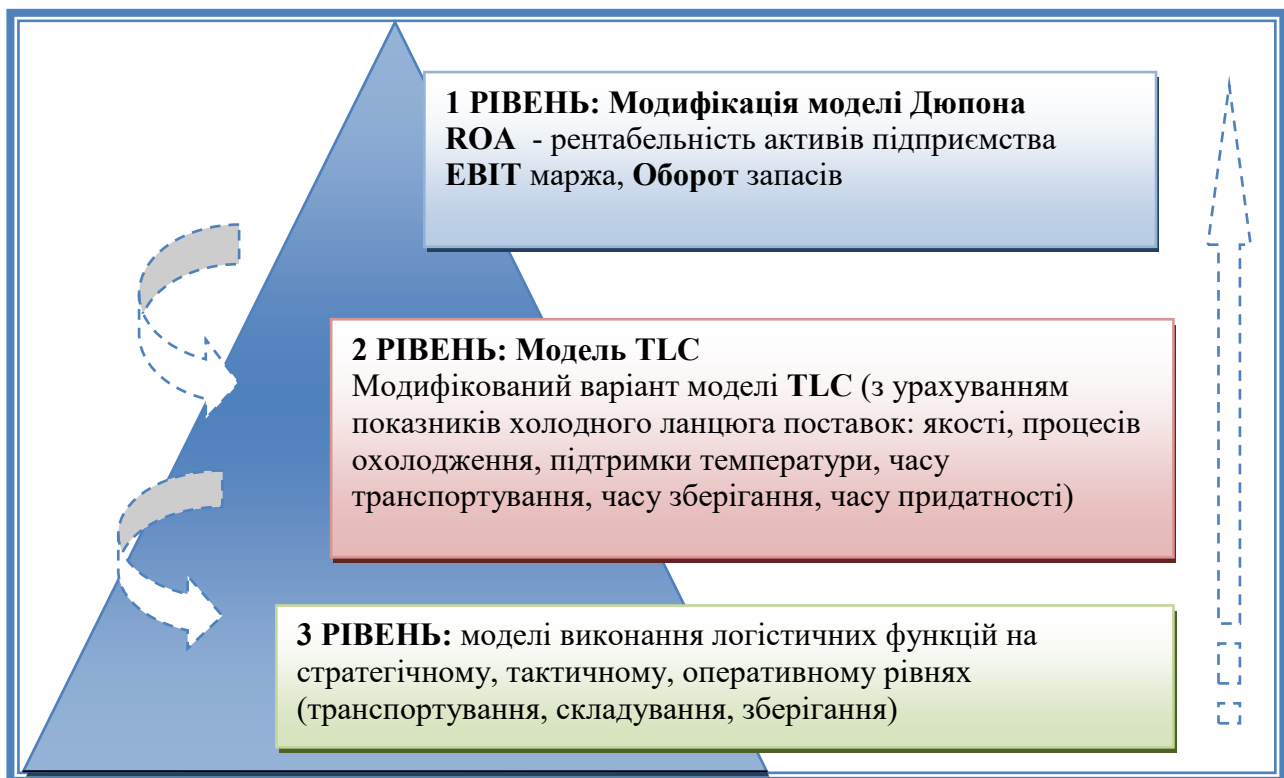 1 РІВЕНЬ: Модифікація моделі Дюпона
ROA - рентабельність активів підприємства
EBIT маржа, Оборот запасів
2 РІВЕНЬ: Модель TLC
Модифікований варіант моделі TLC (з урахуванням
показників холодного ланцюга поставок: якості, процесів
охолодження, підтримки температури, часу
транспортування, часу зберігання, часу придатності)
3 РІВЕНЬ: моделі виконання логістичних функцій на
стратегічному, тактичному, оперативному рівнях
(транспортування, складування, зберігання)